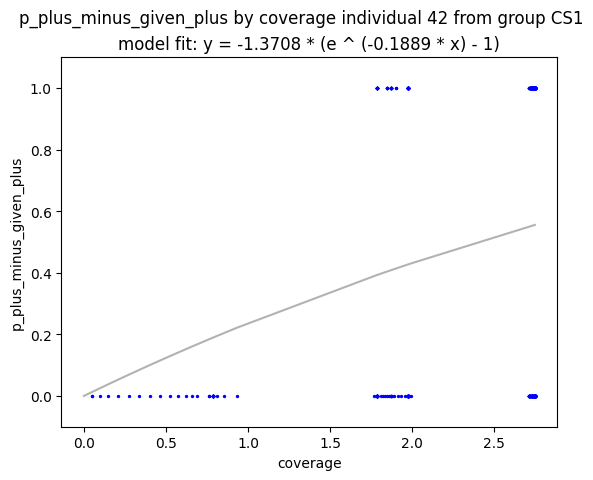 p_plus_minus_given_plus by coverage individual 42 from group CS1
model fit: y = -1.3708 * (e ^ (-0.1889 * x) - 1)
1.0
0.8
0.6
0.4
0.2
0.0
p_plus_minus_given_plus
0.0 0.5 1.0 1.5 2.0 2.5
coverage